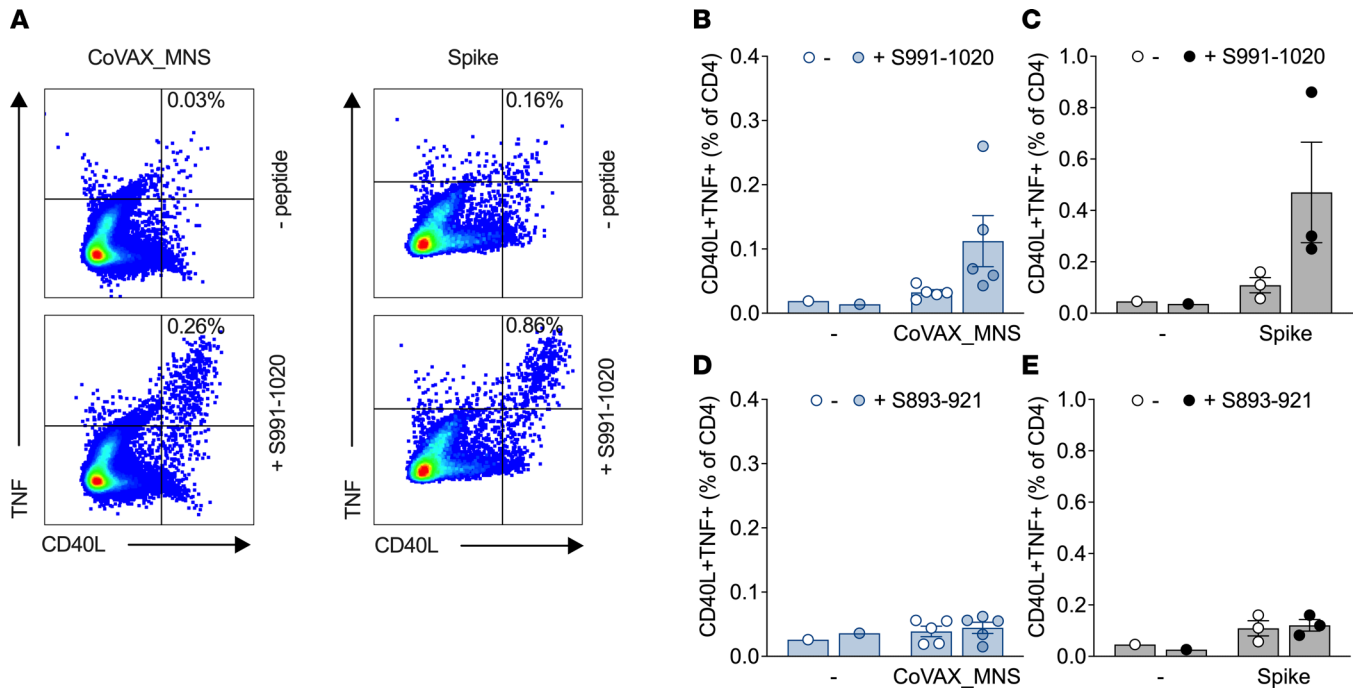 A
CoVAX_MNS
Spike
0.03%
0.16%
- peptide
- peptide
0.26%
0.86%
+ S991-1020
+ S991-1020
TNF
TNF
CD40L
CD40L
B
CD40L+TNF+ (% of CD4)
- + S991-1020
0.4
0.3
0.2
0.1
0.0
-
CoVAX_MNS
C
CD40L+TNF+ (% of CD4)
- + S991-1020
1.0
0.8
0.6
0.4
0.2
0.0
-
Spike
D
CD40L+TNF+ (% of CD4)
- + S893-921
0.4
0.3
0.2
0.1
0.0
-
CoVAX_MNS
E
CD40L+TNF+ (% of CD4)
- + S893-921
1.0
0.8
0.6
0.4
0.2
0.0
-
Spike